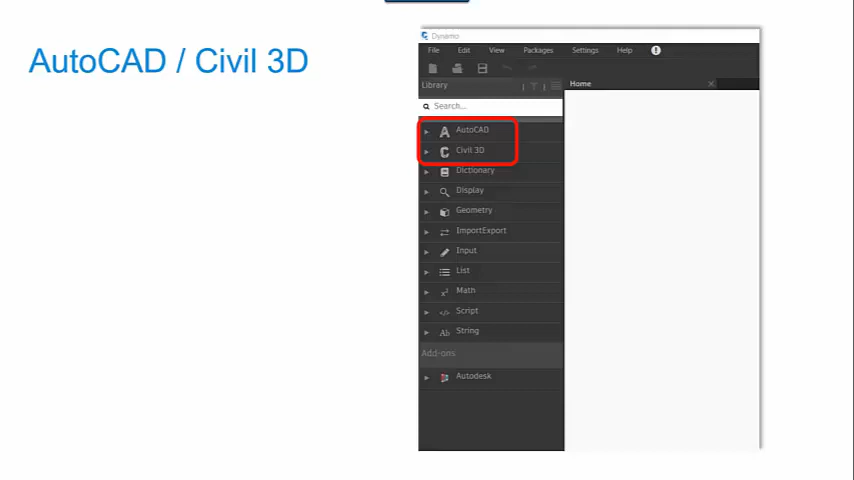 AutoCAD / Civil 3D
Dynamo
File Edit View Packages Settings Help
Library
Home
Search...
AutoCAD
Civil 3D
Dictionary
Display
Geometry
ImportExport
Input
List
Math
Script
String
Add-ons
Autodesk